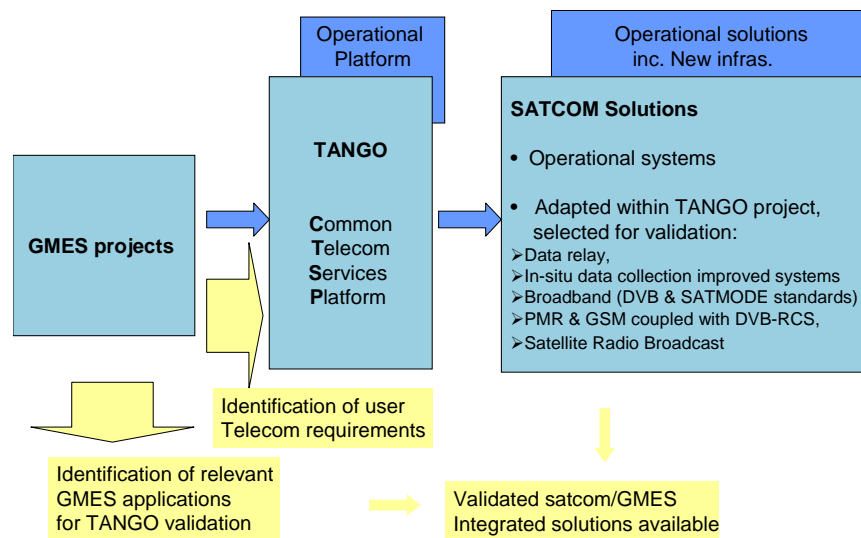 Operational
Platform
Operational solutions
inc. New infras.
GMES projects
TANGO
Common
Telecom
Services
Platform
SATCOM Solutions
• Operational systems
• Adapted within TANGO project,
selected for validation:
➢Data relay,
➢In-situ data collection improved systems
➢Broadband (DVB & SATMODE standards)
➢PMR & GSM coupled with DVB-RCS,
➢Satellite Radio Broadcast
Identification of user
Telecom requirements
Identification of relevant
GMES applications
for TANGO validation
Validated satcom/GMES
Integrated solutions available